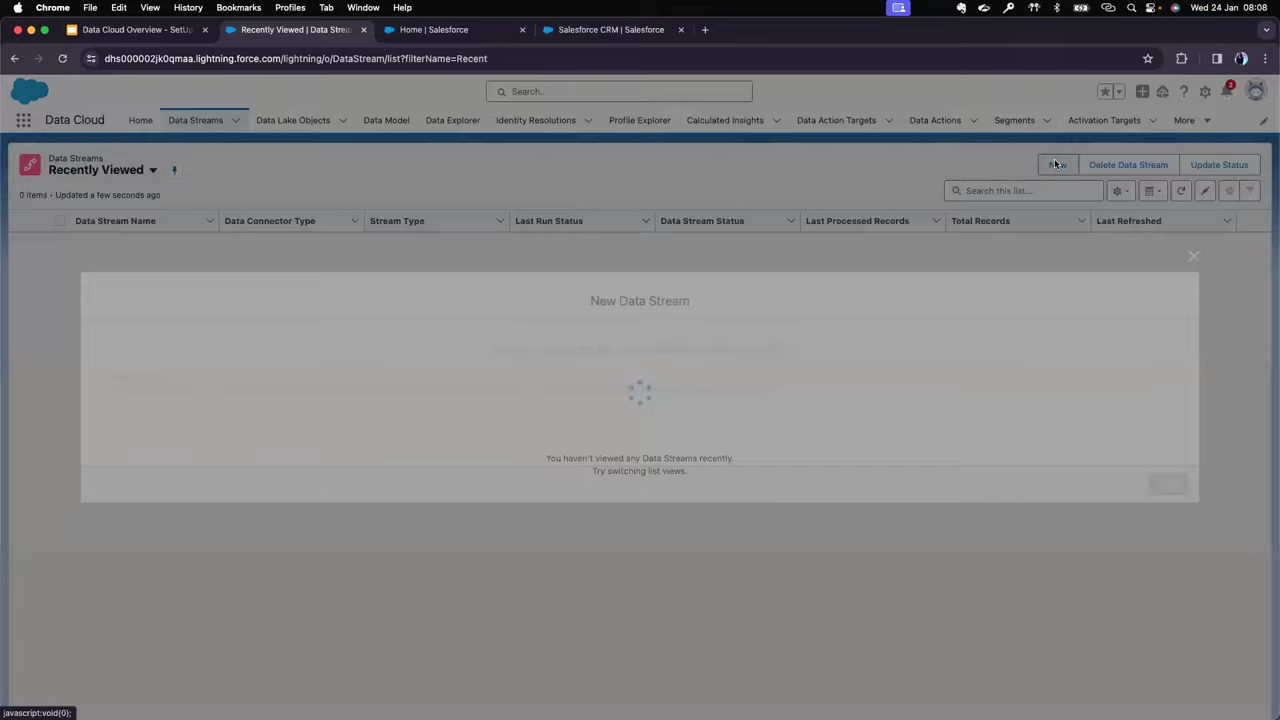 Chrome File Edit View History Bookmarks Profiles Tab Window Help Wed 24 Jan 08:08
Data Cloud Overview - SetU Recently Viewed | Data Strea Home | Salesforce Salesforce CRM | Salesforce
dhs000002jk0qmaa.lightning.force.com/lightning/o/DataStream/list?filterName=Recent
Search... 2
Data Cloud Home Data Streams Data Lake Objects Data Model Data Explorer Identity Resolutions Profile Explorer Calculated Insights Data Action Targets Data Actions Segments Activation Targets More
Data Streams
Recently Viewed New Delete Data Stream Update Status
0 items • Updated a few seconds ago Search this list...
Data Stream Name Data Connector Type Stream Type Last Run Status Data Stream Status Last Processed Records Total Records Last Refreshed
New Data Stream
You haven't viewed any Data Streams recently.
Try switching list views.
javascript:void(0);